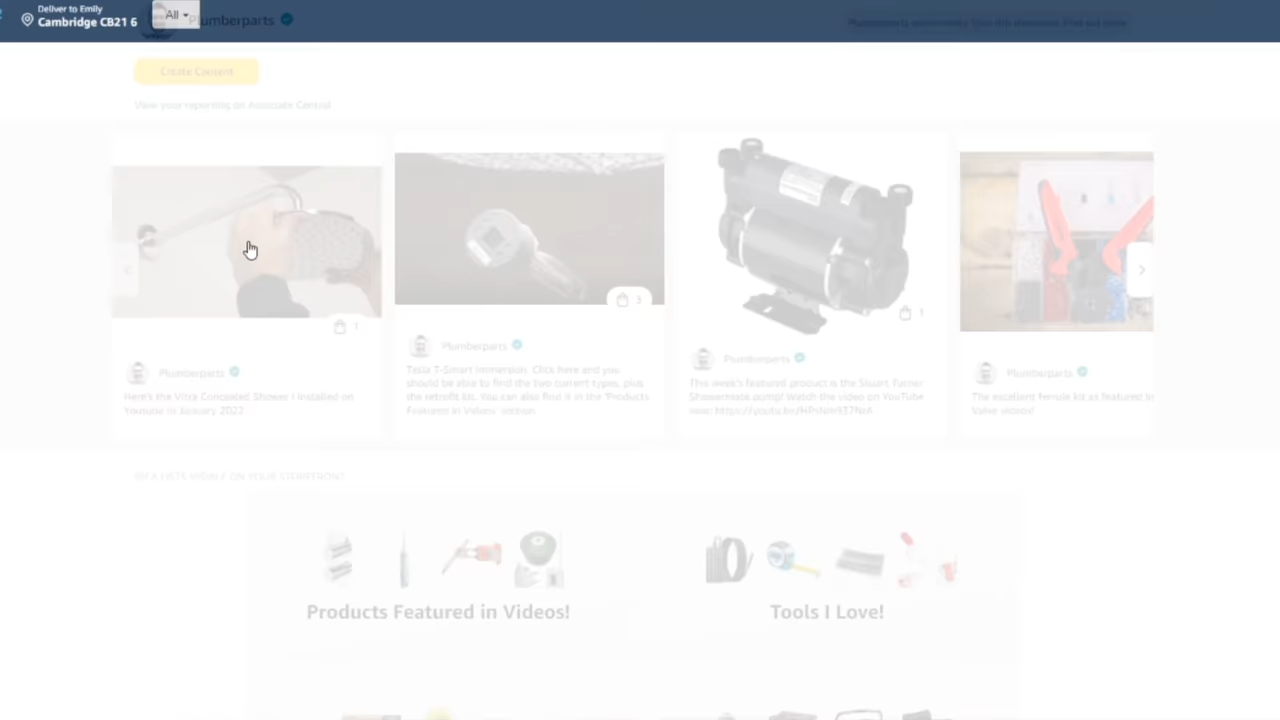 Deliver to Emily
Cambridge CB21 6
All
Plumberparts
Create Content
View your reporting on Associate Central
1
Plumberparts
Here's the Vitra Concealed Shower I installed on
Youtube in January 2022
3
Plumberparts
Tesla T-Smart Immersion. Click here and you
should be able to find the two current types, plus
the retrofit kit. You can also find it in the 'Products
Featured in Videos' section.
1
Plumberparts
This week's featured product is the Stuart Turner
Showermate pump! Watch the video on YouTube
now:
Plumberparts
The excellent ferrule kit as featured in
Valve videos!
IDEA LISTS VISIBLE ON YOUR STOREFRONT
Products Featured in Videos!
Tools I Love!